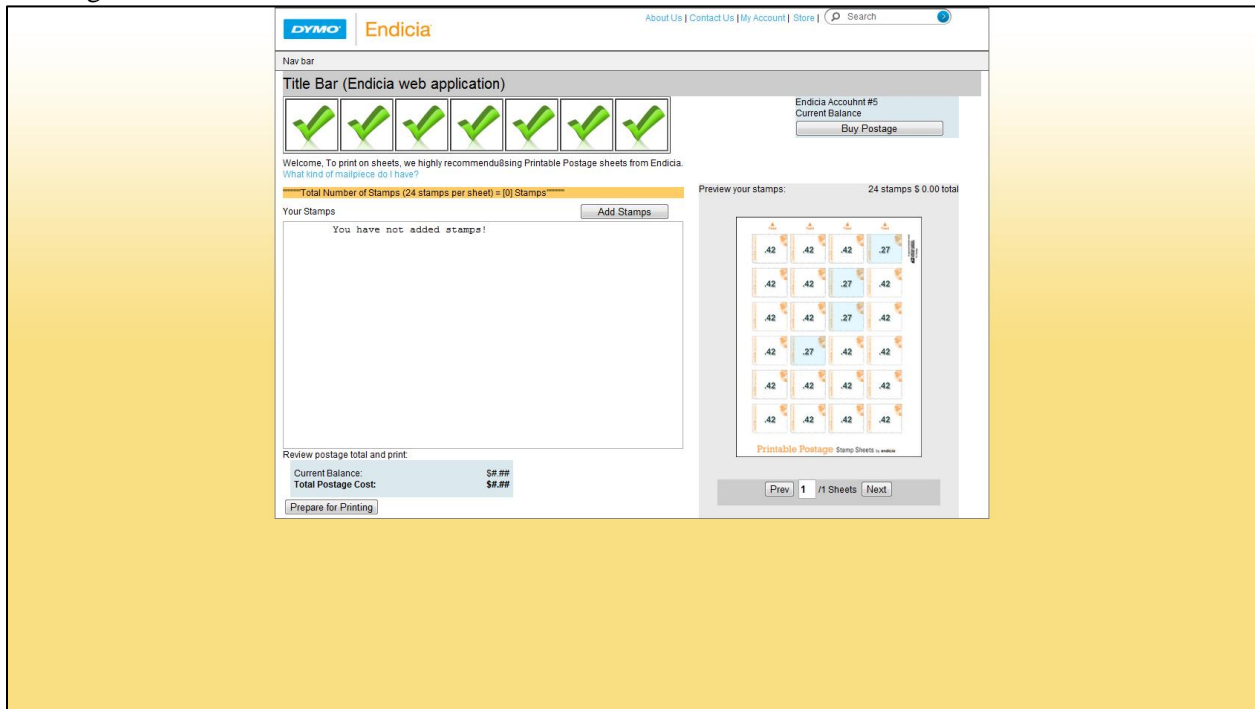 DYMO Endicia
About Us | Contact Us | My Account | Store | Search
Nav bar
Title Bar (Endicia web application)
Endicia Accouhnt #5
Current Balance
Buy Postage
Welcome, To print on sheets, we highly recommendu8sing Printable Postage sheets from Endicia.
What kind of mailpiece do I have?
Total Number of Stamps (24 stamps per sheet) = [0] Stamps
Your Stamps
Add Stamps
You have not added stamps!
Review postage total and print:
Current Balance: $#.##
Total Postage Cost: $#.##
Prepare for Printing
Preview your stamps: 24 stamps $ 0.00 total
.42 .42 .42 .27
.42 .42 .27 .42
.42 .42 .27 .42
.42 .27 .42 .42
.42 .42 .42 .42
.42 .42 .42 .42
Printable Postage Stamp Sheets by endicia
Prev 1 /1 Sheets Next